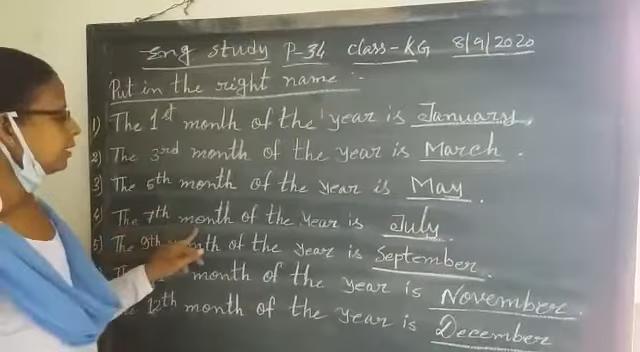 Eng study P-34 class-KG 8/9/2020
Put in the right name :-
1) The 1st month of the year is January.
2) The 3rd month of the year is March.
3) The 5th month of the year is May.
4) The 7th month of the year is July.
5) The 9th month of the year is September.
month of the year is November.
12th month of the year is December